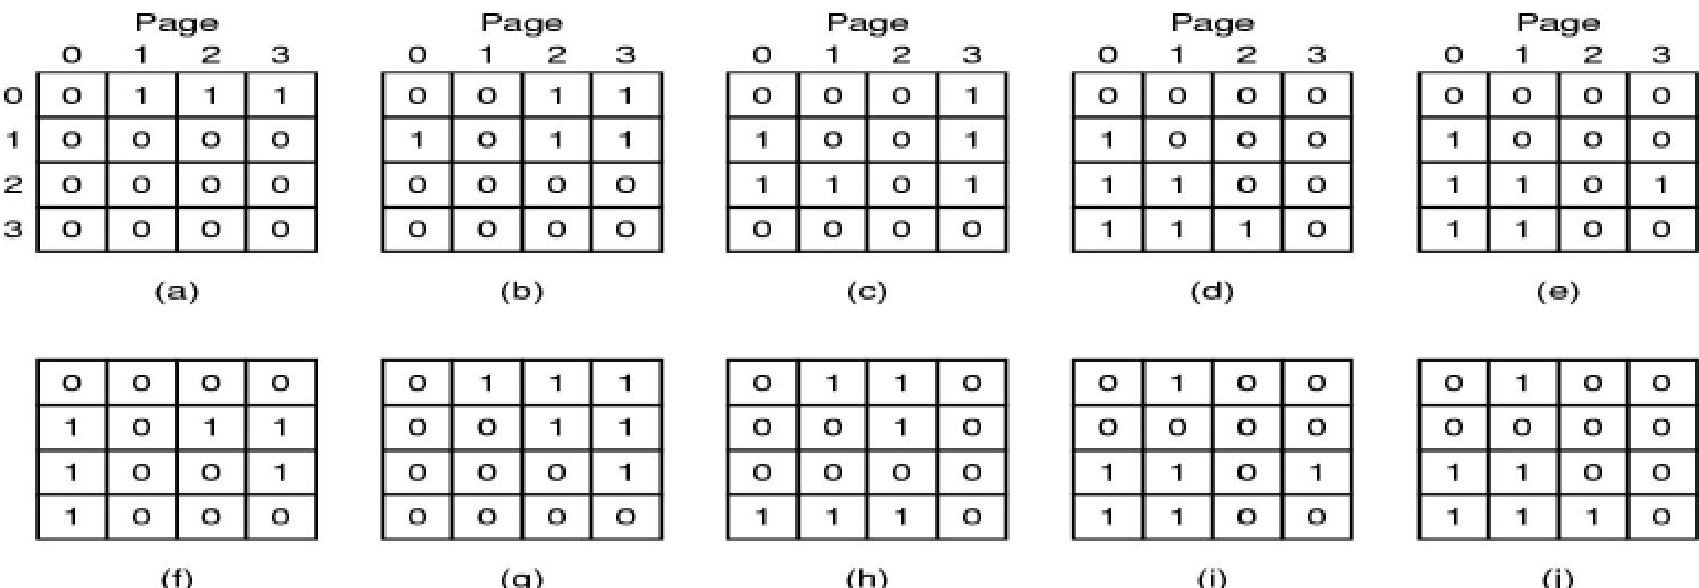 Page Page Page Page Page
0 1 2 3 0 1 2 3 0 1 2 3 0 1 2 3 0 1 2 3
0 0 1 1 1 0 0 1 1 0 0 0 1 0 0 0 0 0 0 0 0
1 0 0 0 0 1 0 1 1 1 0 0 1 1 0 0 0 1 0 0 0
2 0 0 0 0 0 0 0 0 1 1 0 1 1 1 0 0 1 1 0 1
3 0 0 0 0 0 0 0 0 0 0 0 0 1 1 1 0 1 1 0 0
(a) (b) (c) (d) (e)
0 0 0 0 0 1 1 1 0 1 1 0 0 1 0 0 0 1 0 0
1 0 1 1 0 0 1 1 0 0 1 0 0 0 0 0 0 0 0 0
1 0 0 1 0 0 0 1 0 0 0 0 1 1 0 1 1 1 0 0
1 0 0 0 0 0 0 0 1 1 1 0 1 1 0 0 1 1 1 0
(f) (g) (h) (i) (j)